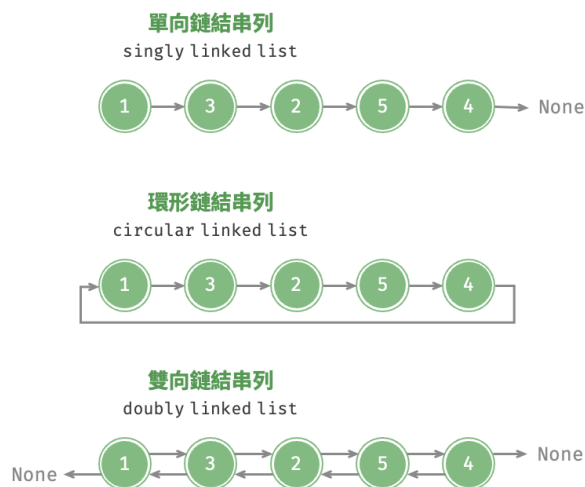 單向鏈結串列
singly linked list
1 3 2 5 4 None
環形鏈結串列
circular linked list
1 3 2 5 4
雙向鏈結串列
doubly linked list
1 3 2 5 4 None
None